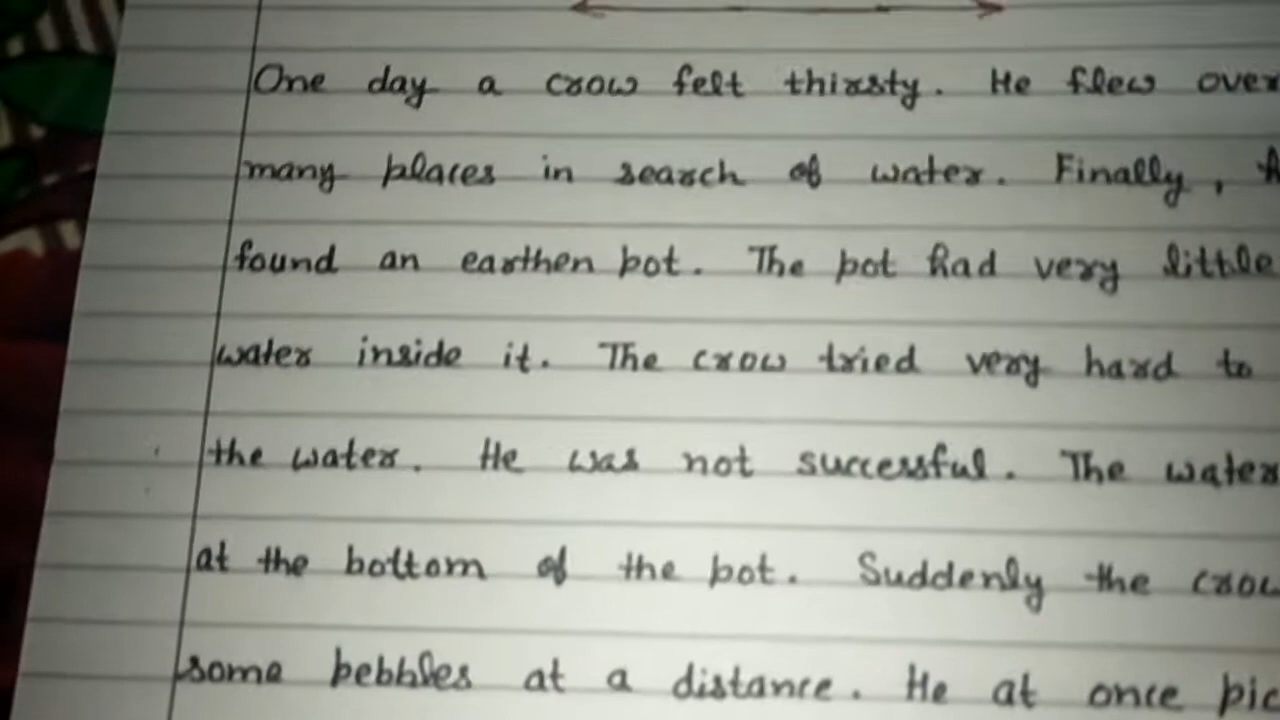 One day a crow felt thirsty. He flew over
many places in search of water. Finally,
found an earthen pot. The pot had very little
water inside it. The crow tried very hard to
the water. He was not successful. The water
at the bottom of the pot. Suddenly the crow
some pebbles at a distance. He at once pic